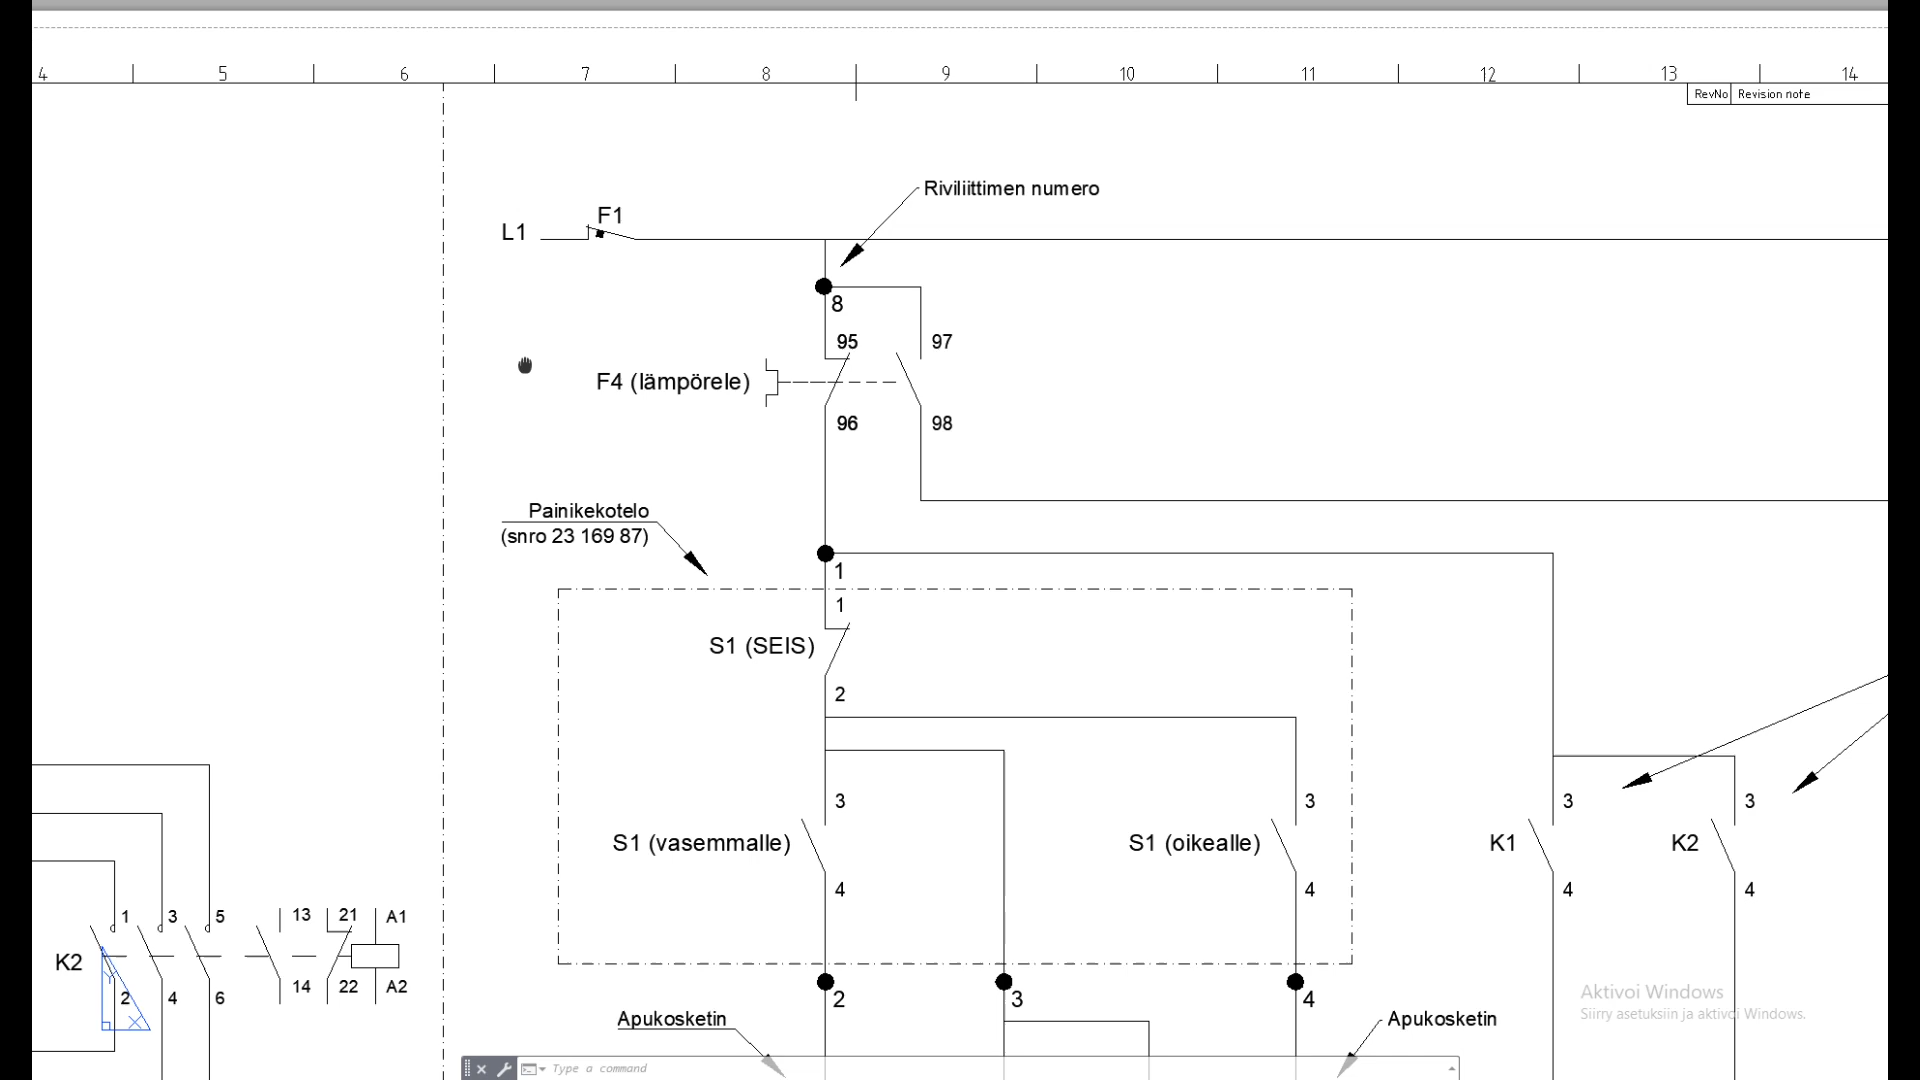 4 5 6 7 8 9 10 11 12 13 14
RevNo Revision note
Riviliittimen numero
F1
L1
8
95 97
F4 (lämpörele)
96 98
Painikekotelo
(snro 23 169 87)
1
1
S1 (SEIS)
2
3 3 3 3
S1 (vasemmalle) S1 (oikealle) K1 K2
4 4 4 4
1 3 5 13 21 A1
K2
2 4 6 14 22 A2
Y
X
2 3 4
Apukosketin Apukosketin
Aktivoi Windows
Siirry asetuksiin ja aktivoi Windows.
Type a command